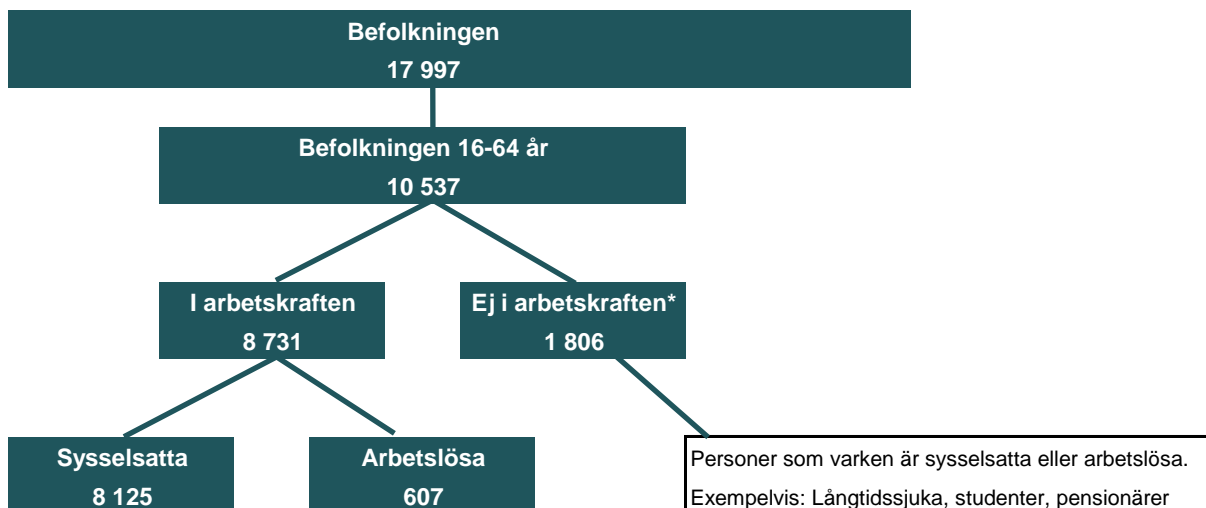 Befolkningen
17 997
Befolkningen 16-64 år
10 537
I arbetskraften
8 731
Ej i arbetskraften*
1 806
Sysselsatta
8 125
Arbetslösa
607
Personer som varken är sysselsatta eller arbetslösa.
Exempelvis: Långtidssjuka, studenter, pensionärer